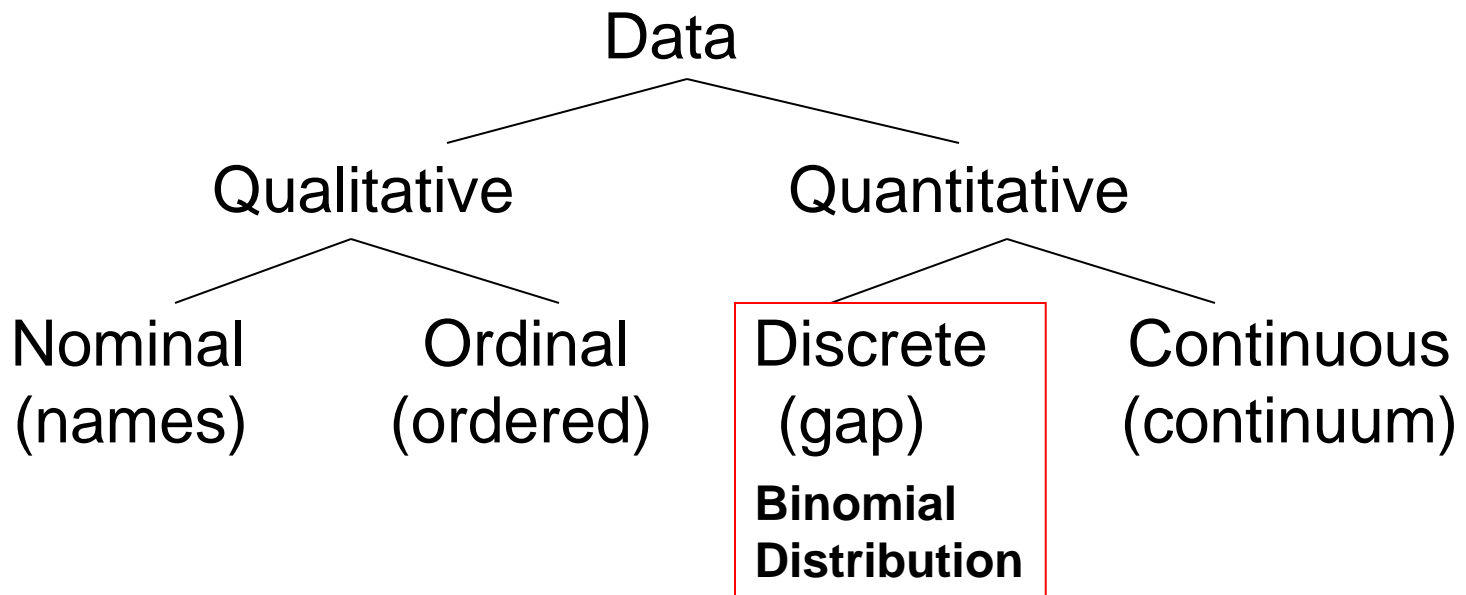 Data
Qualitative Quantitative
Nominal Ordinal Discrete Continuous
(names) (ordered) (gap) (continuum)
Binomial
Distribution